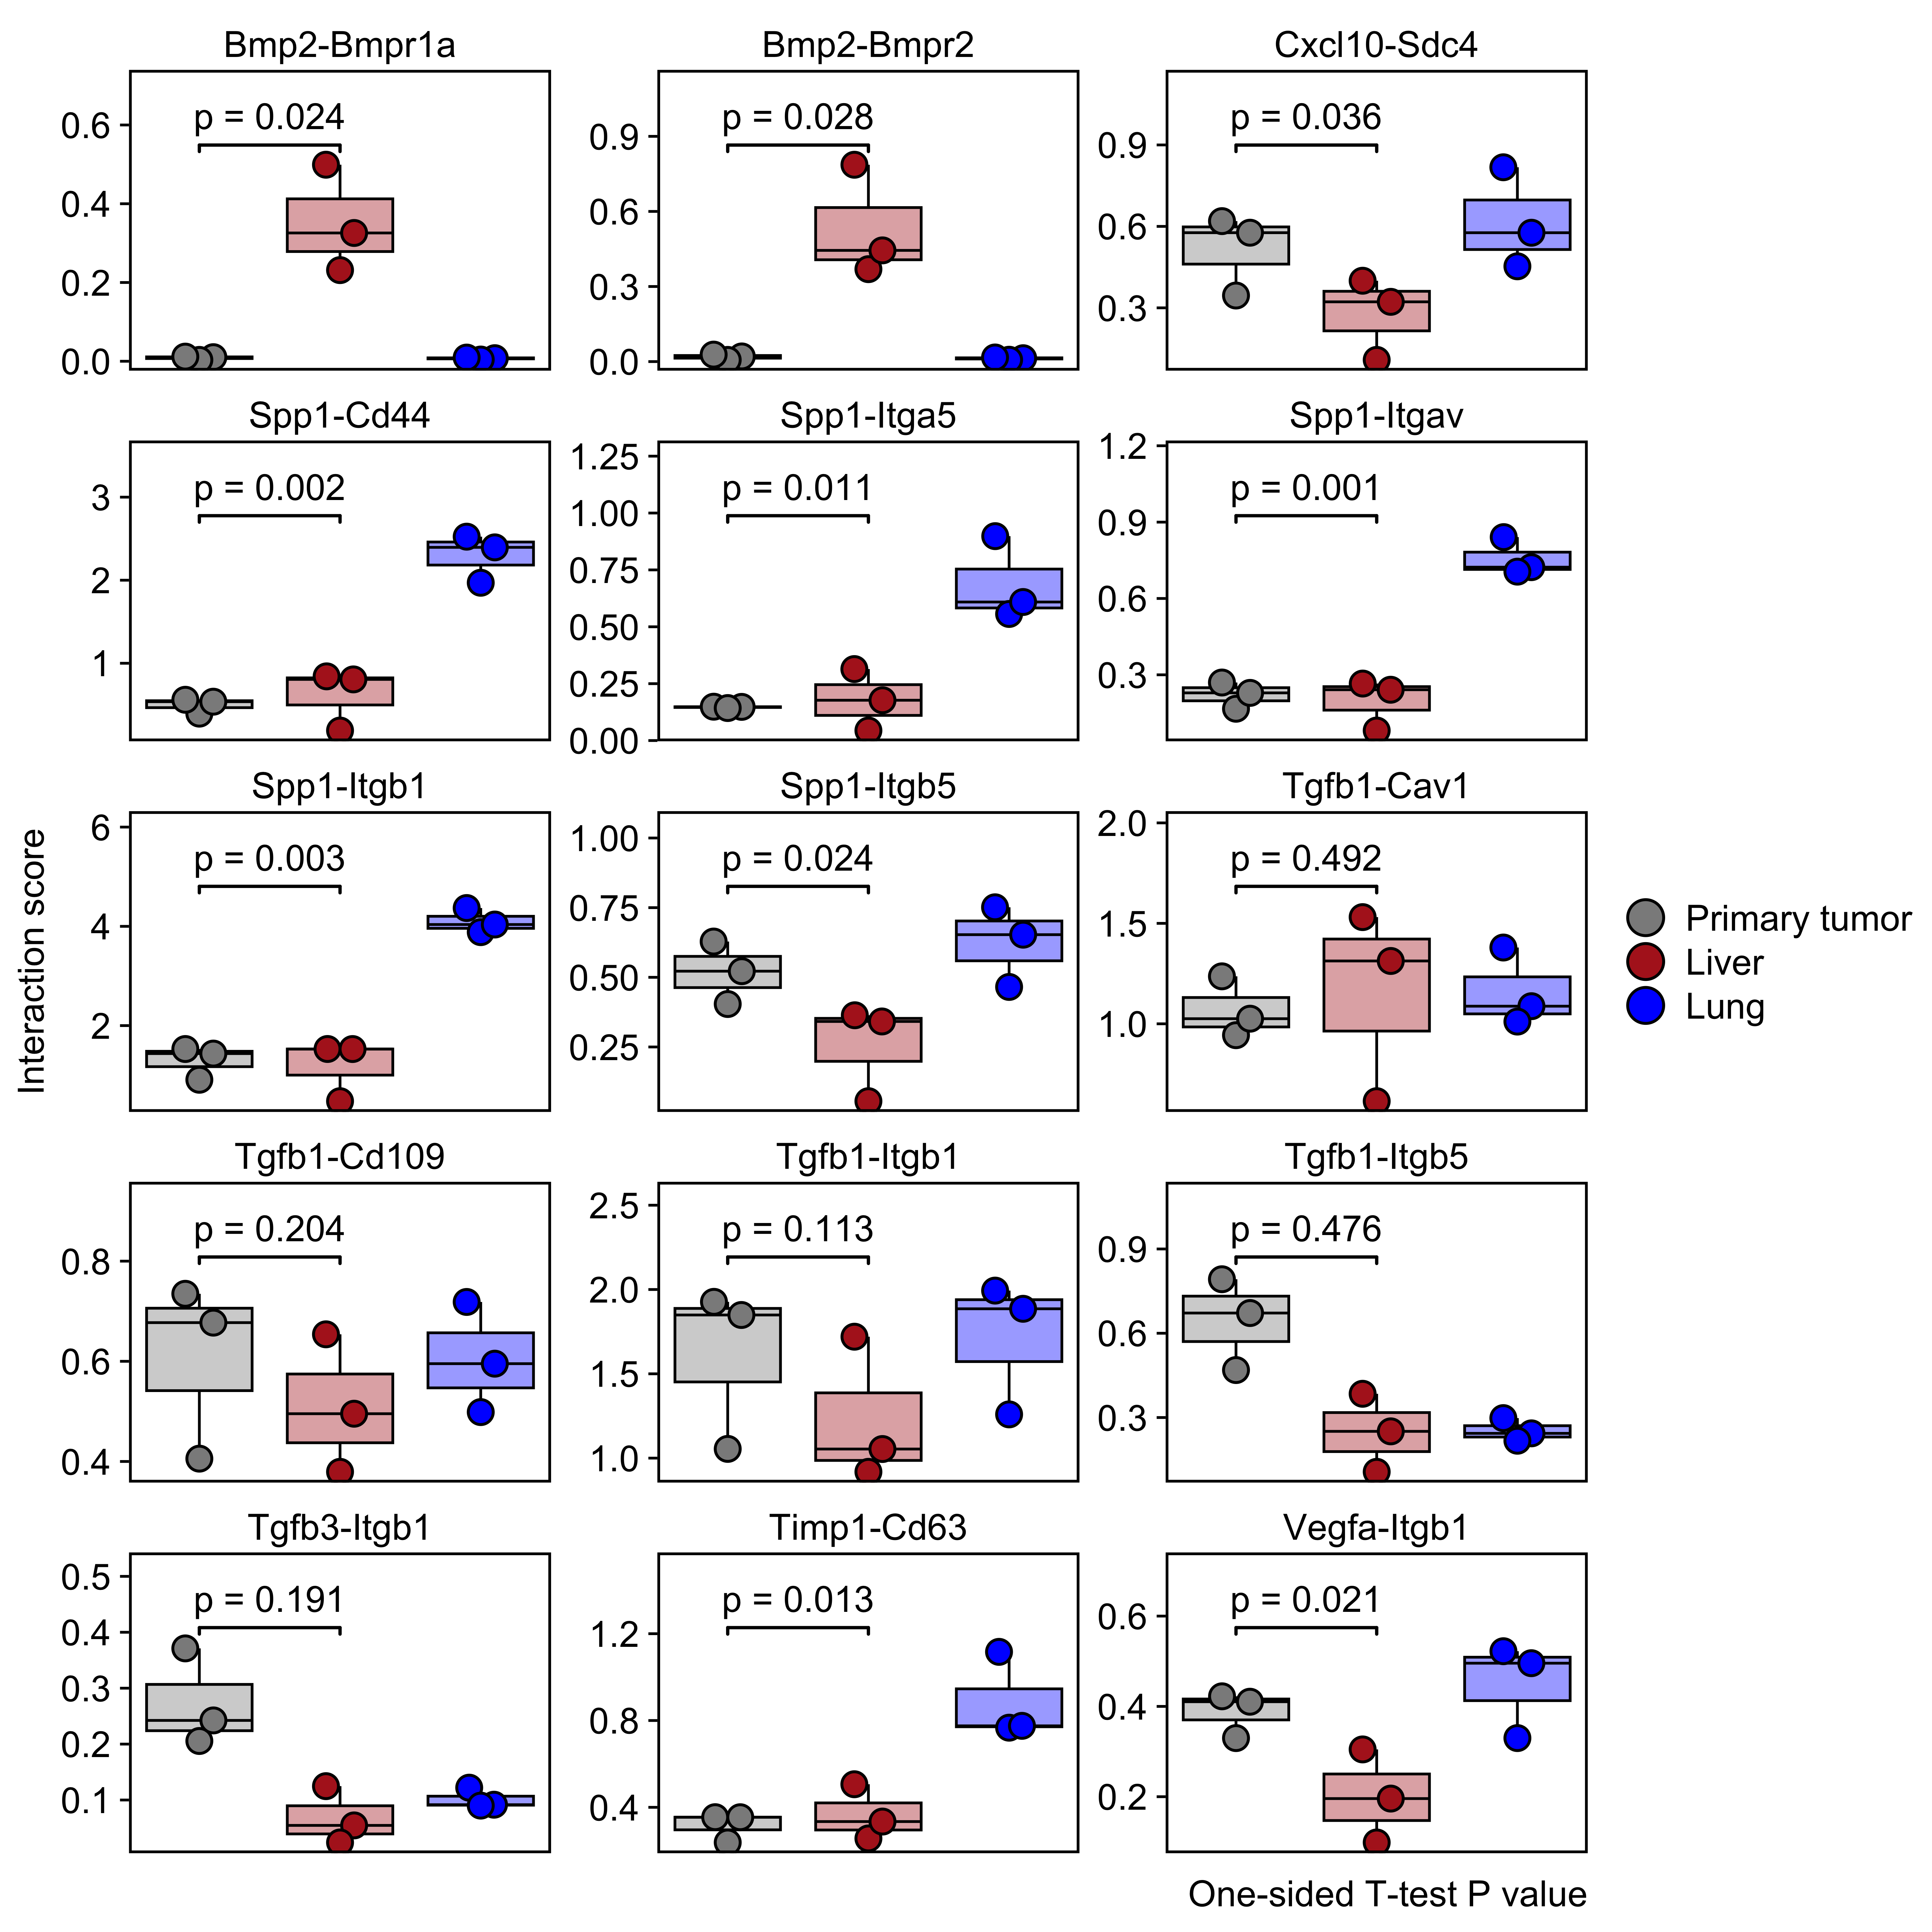 Bmp2-Bmpr1a
Bmp2-Bmpr2
Cxcl10-Sdc4
p = 0.024
0.6
0.4
0.2
0.0
p = 0.028
0.9
0.6
0.3
0.0
p = 0.036
0.9
0.6
0.3
Spp1-Cd44
Spp1-Itga5
Spp1-Itgav
p = 0.002
3
2
1
p = 0.011
1.25
1.00
0.75
0.50
0.25
0.00
p = 0.001
1.2
0.9
0.6
0.3
Spp1-Itgb1
Spp1-Itgb5
Tgfb1-Cav1
p = 0.003
6
4
2
p = 0.024
1.00
0.75
0.50
0.25
p = 0.492
2.0
1.5
1.0
Interaction score
Primary tumor
Liver
Lung
Tgfb1-Cd109
Tgfb1-Itgb1
Tgfb1-Itgb5
p = 0.204
0.8
0.6
0.4
p = 0.113
2.5
2.0
1.5
1.0
p = 0.476
0.9
0.6
0.3
Tgfb3-Itgb1
Timp1-Cd63
Vegfa-Itgb1
p = 0.191
0.5
0.4
0.3
0.2
0.1
p = 0.013
1.2
0.8
0.4
p = 0.021
0.6
0.4
0.2
One-sided T-test P value